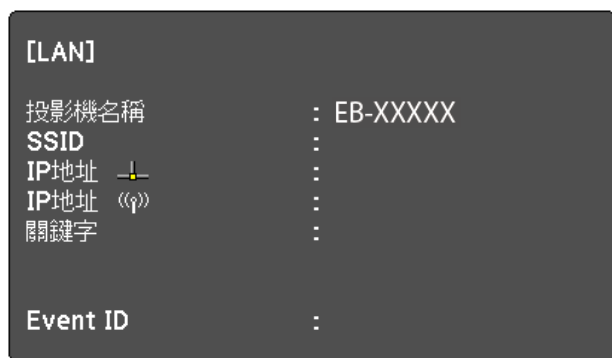 [LAN]
投影機名稱 : EB-XXXXX
SSID :
IP地址 :
IP地址 :
關鍵字 :
Event ID :